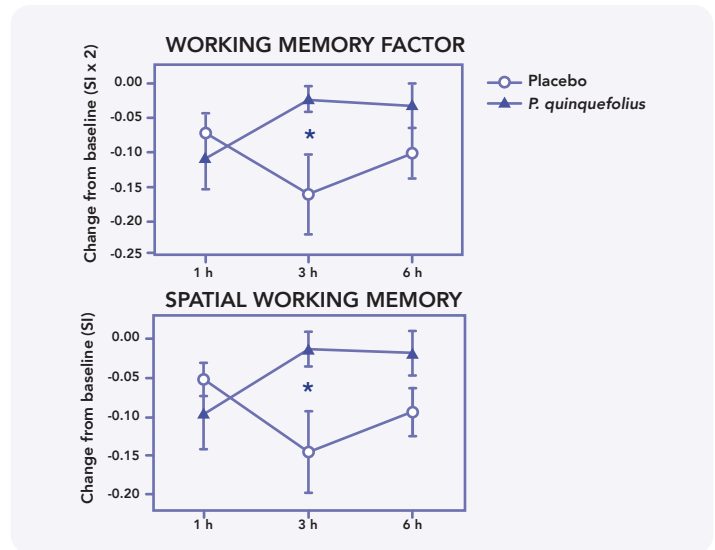 WORKING MEMORY FACTOR
Change from baseline (SI x 2)
0.00
-0.05
-0.10
-0.15
-0.20
-0.25
*
1 h 3 h 6 h
Placebo
P. quinquefolius
SPATIAL WORKING MEMORY
Change from baseline (SI)
0.00
-0.05
-0.10
-0.15
-0.20
*
1 h 3 h 6 h